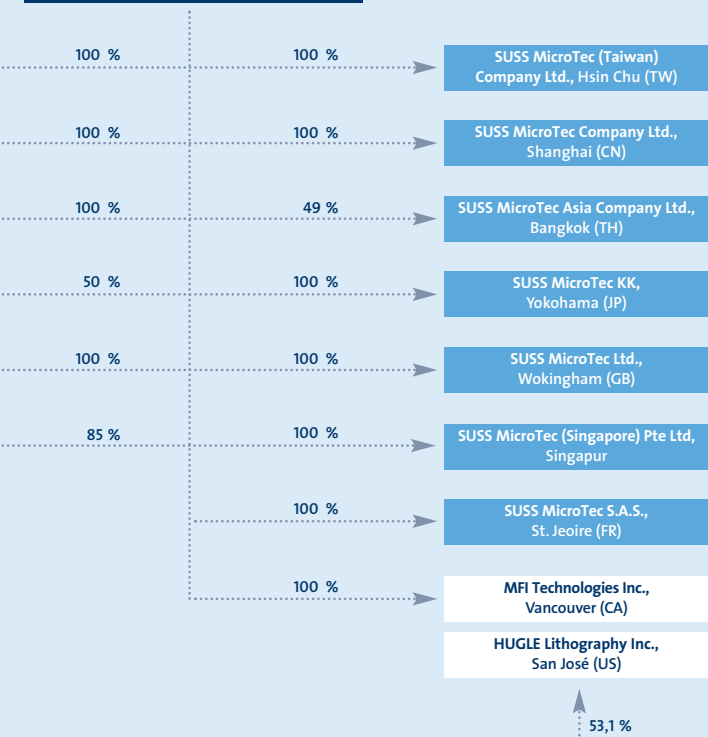 100 %
100 %
SUSS MicroTec (Taiwan)
Company Ltd., Hsin Chu (TW)
100 %
100 %
SUSS MicroTec Company Ltd.,
Shanghai (CN)
100 %
49 %
SUSS MicroTec Asia Company Ltd.,
Bangkok (TH)
50 %
100 %
SUSS MicroTec KK,
Yokohama (JP)
100 %
100 %
SUSS MicroTec Ltd.,
Wokingham (GB)
85 %
100 %
SUSS MicroTec (Singapore) Pte Ltd,
Singapur
100 %
SUSS MicroTec S.A.S.,
St. Jeoire (FR)
100 %
MFI Technologies Inc.,
Vancouver (CA)
HUGLE Lithography Inc.,
San José (US)
53,1 %